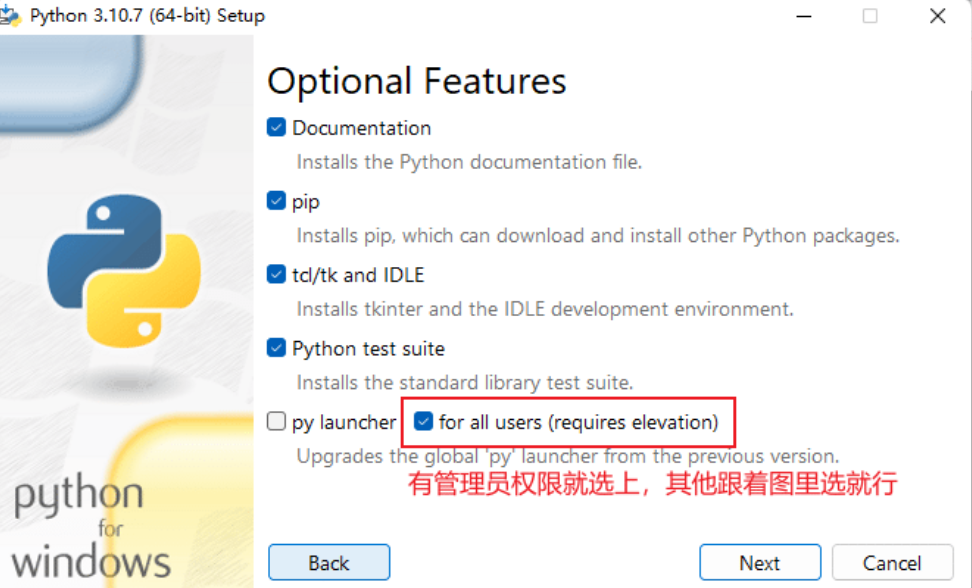 Python 3.10.7 (64-bit) Setup
Optional Features
Documentation
Installs the Python documentation file.
pip
Installs pip, which can download and install other Python packages.
tcl/tk and IDLE
Installs tkinter and the IDLE development environment.
Python test suite
Installs the standard library test suite.
py launcher for all users (requires elevation)
Upgrades the global 'py' launcher from the previous version.
有管理员权限就选上，其他跟着图里选就行
python
for
windows
Back Next Cancel